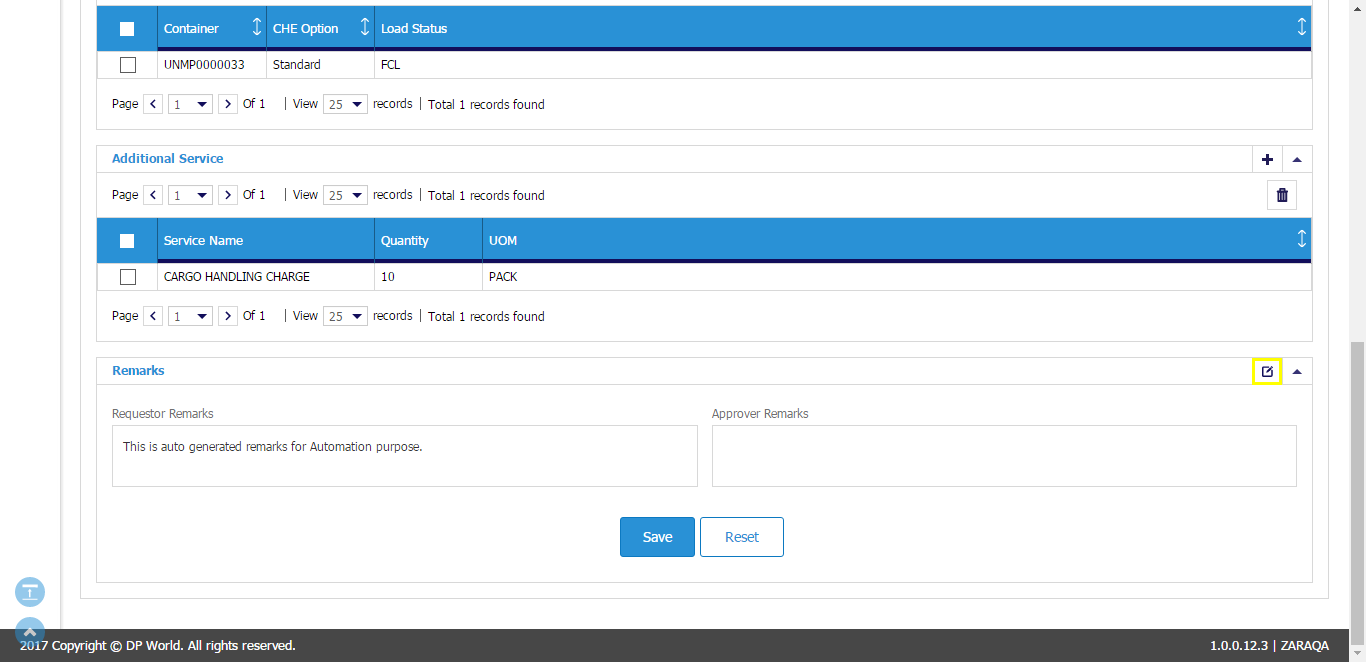 Container CHE Option Load Status
UNMP0000033 Standard FCL
Page 1 Of 1 | View 25 records | Total 1 records found
Additional Service
Page 1 Of 1 | View 25 records | Total 1 records found
Service Name Quantity UOM
CARGO HANDLING CHARGE 10 PACK
Page 1 Of 1 | View 25 records | Total 1 records found
Remarks
Requestor Remarks Approver Remarks
This is auto generated remarks for Automation purpose.
Save Reset
2017 Copyright © DP World. All rights reserved. 1.0.0.12.3 | ZARAQA